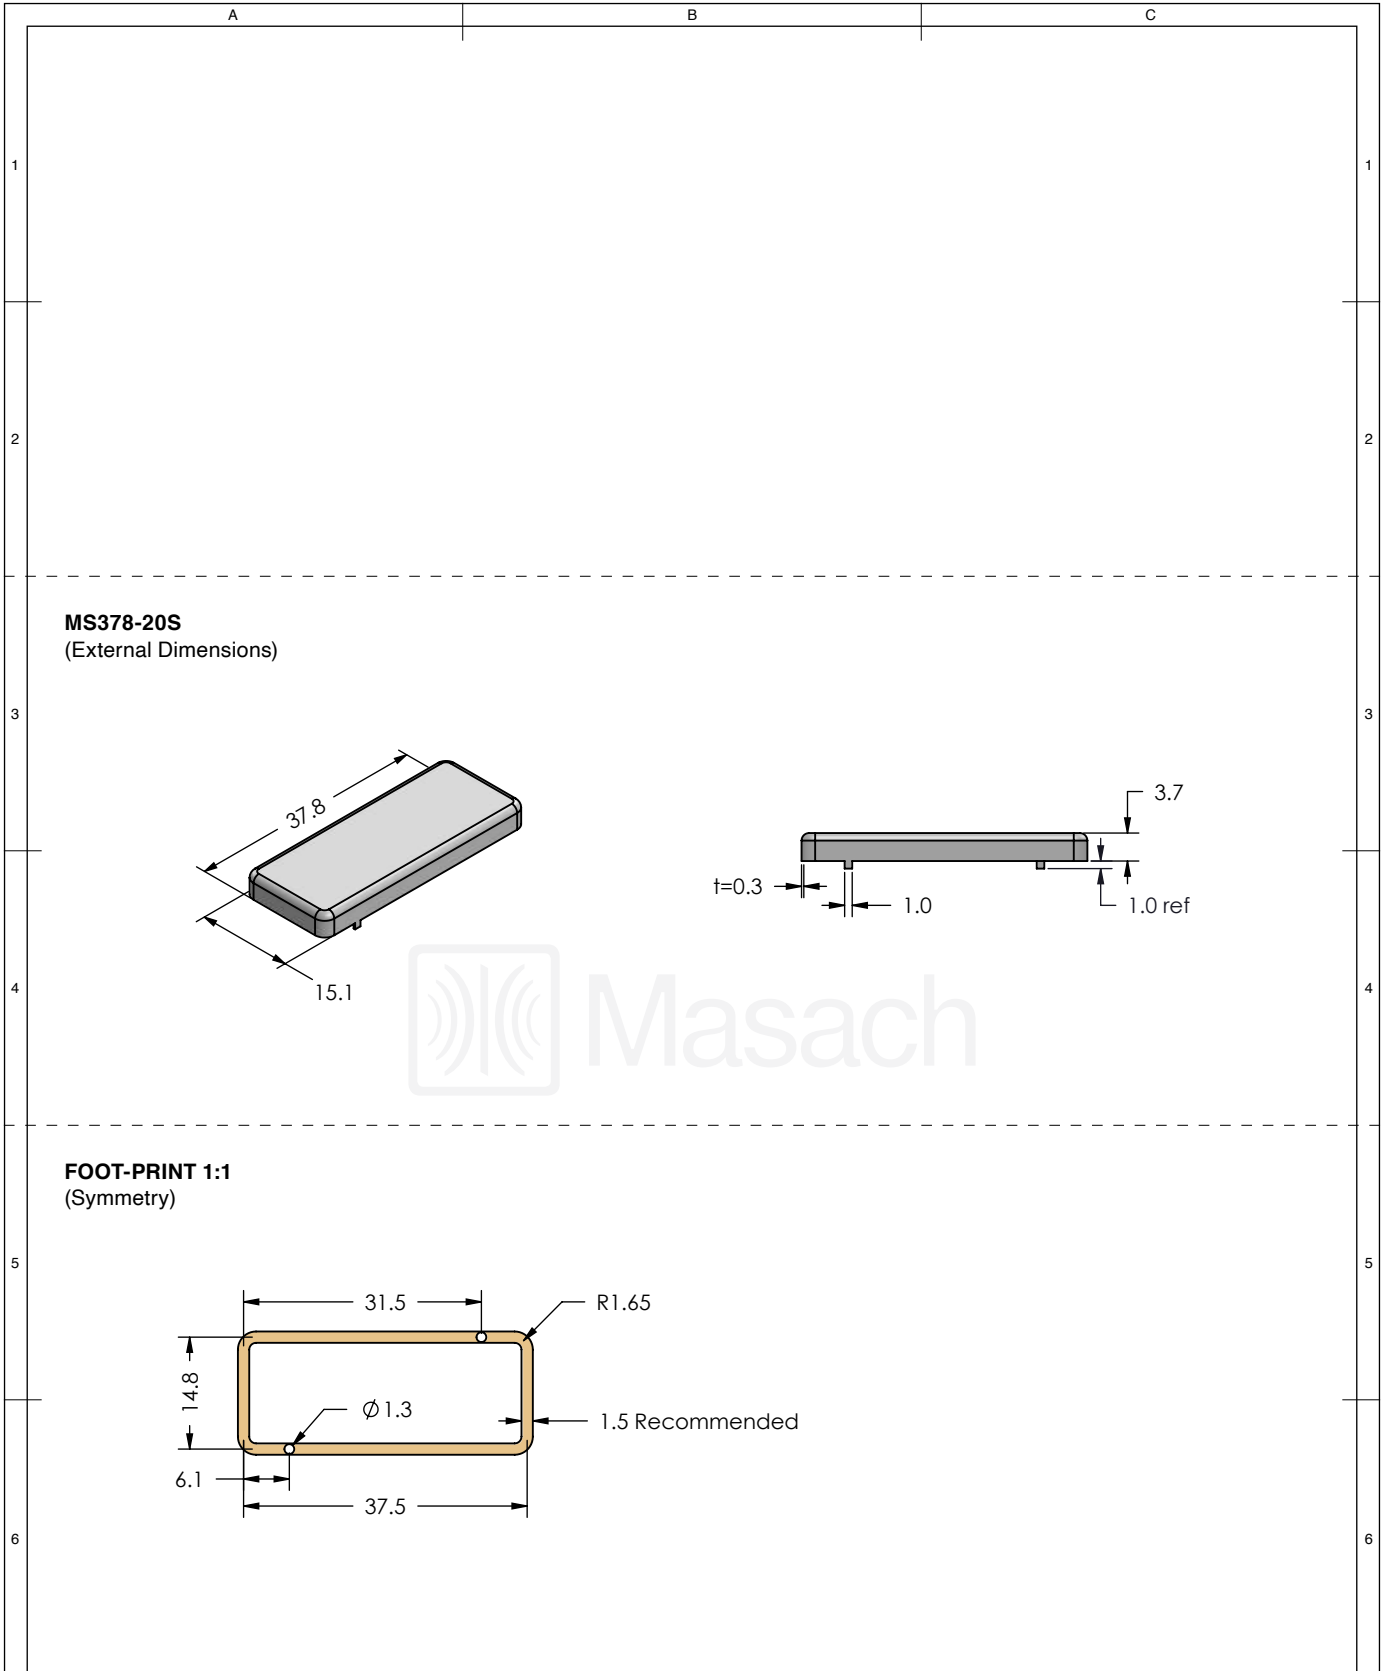 A B C
1 1
2 2
MS378-20S
(External Dimensions)
3 3
37.8
3.7
t=0.3
1.0
1.0 ref
15.1
4 4
Masach
FOOT-PRINT 1:1
(Symmetry)
5 5
31.5
R1.65
14.8
Ø1.3
1.5 Recommended
6.1
37.5
6 6